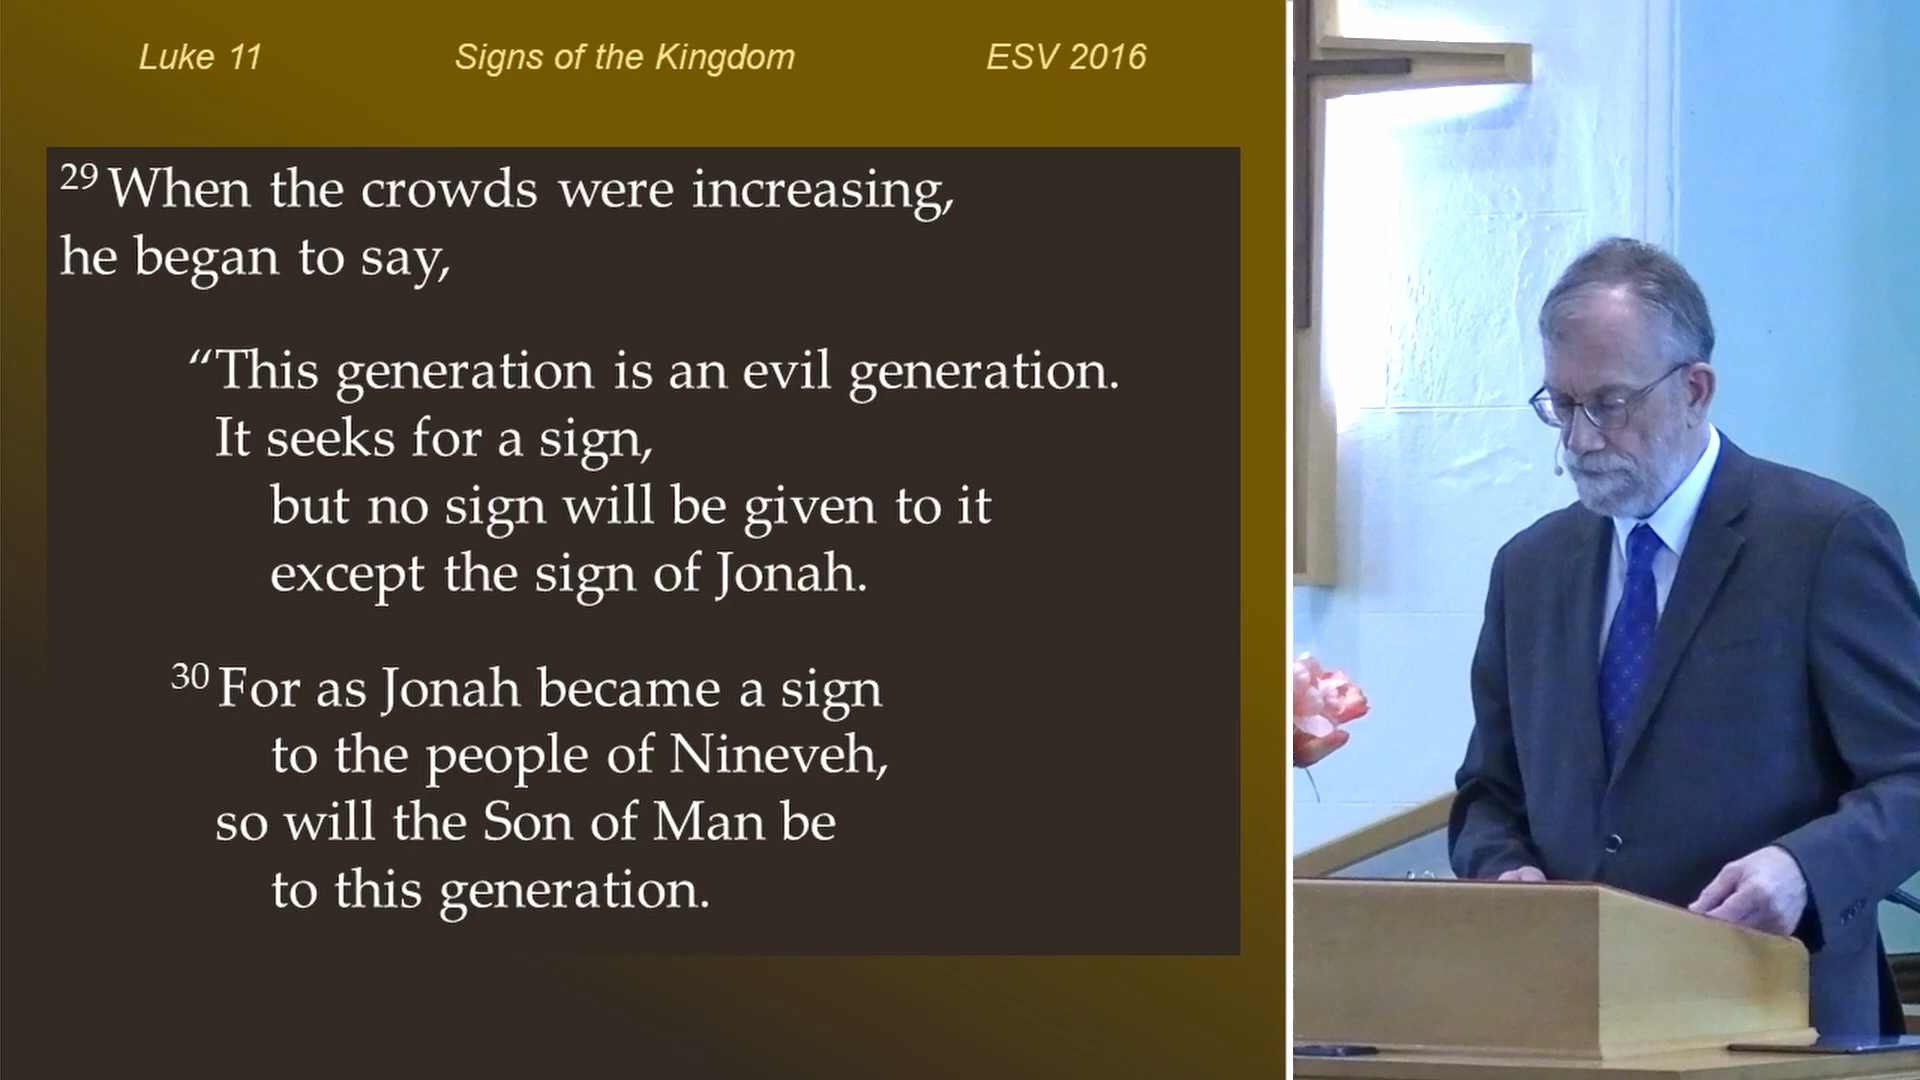 Luke 11 Signs of the Kingdom ESV 2016
29 When the crowds were increasing,
he began to say,
“This generation is an evil generation.
It seeks for a sign,
but no sign will be given to it
except the sign of Jonah.
30 For as Jonah became a sign
to the people of Nineveh,
so will the Son of Man be
to this generation.